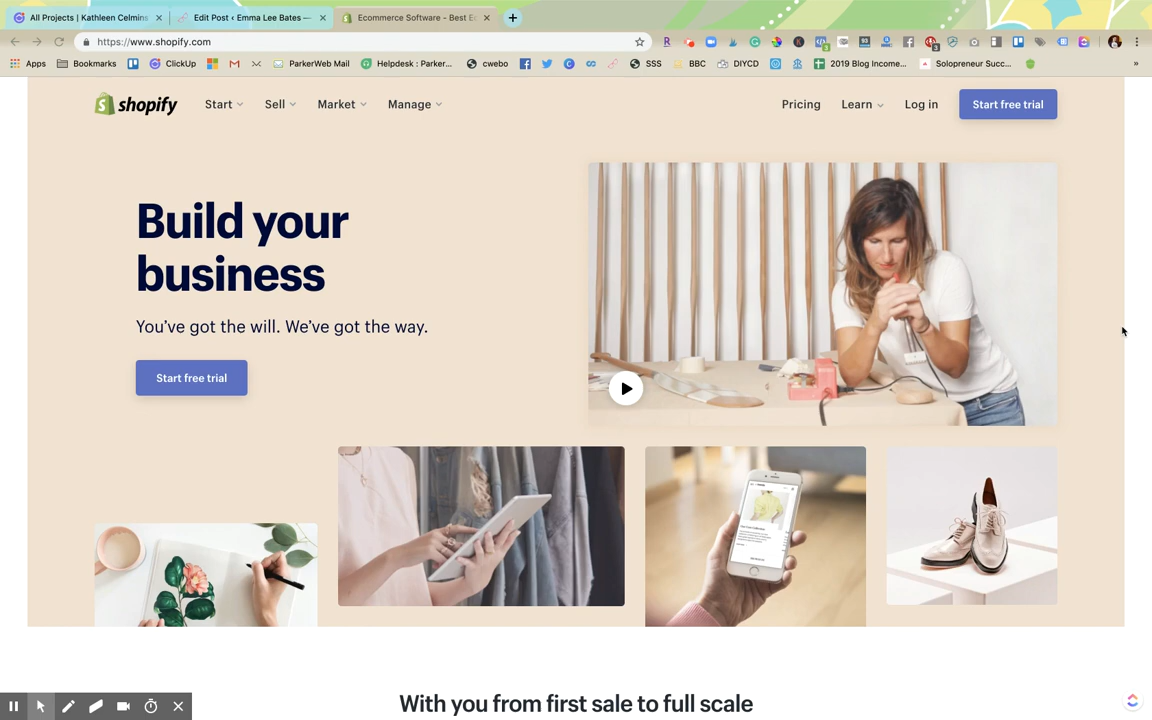 All Projects | Kathleen Celmins
Edit Post ‹ Emma Lee Bates —
Ecommerce Software - Best E
https://www.shopify.com
Apps
Bookmarks
ClickUp
ParkerWeb Mail
Helpdesk : Parker...
cwebo
SSS
BBC
DIYCD
2019 Blog Income...
Solopreneur Succ...
»
shopify
Start
Sell
Market
Manage
Pricing
Learn
Log in
Start free trial
Build your
business
You've got the will. We've got the way.
Start free trial
With you from first sale to full scale